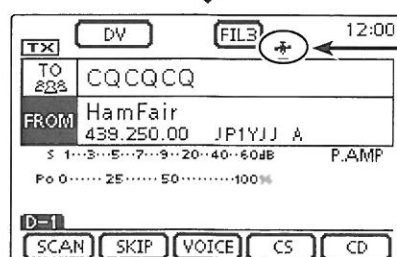 DV FIL3 12:00
TX
TO CQCQCQ
FROM HamFair
439.250.00 JP1YJJ A
S 1··3··5··7··9··20··40··60dB P.AMP
Po 0······25······50··········100%
D-1
SCAN SKIP VOICE CS CD